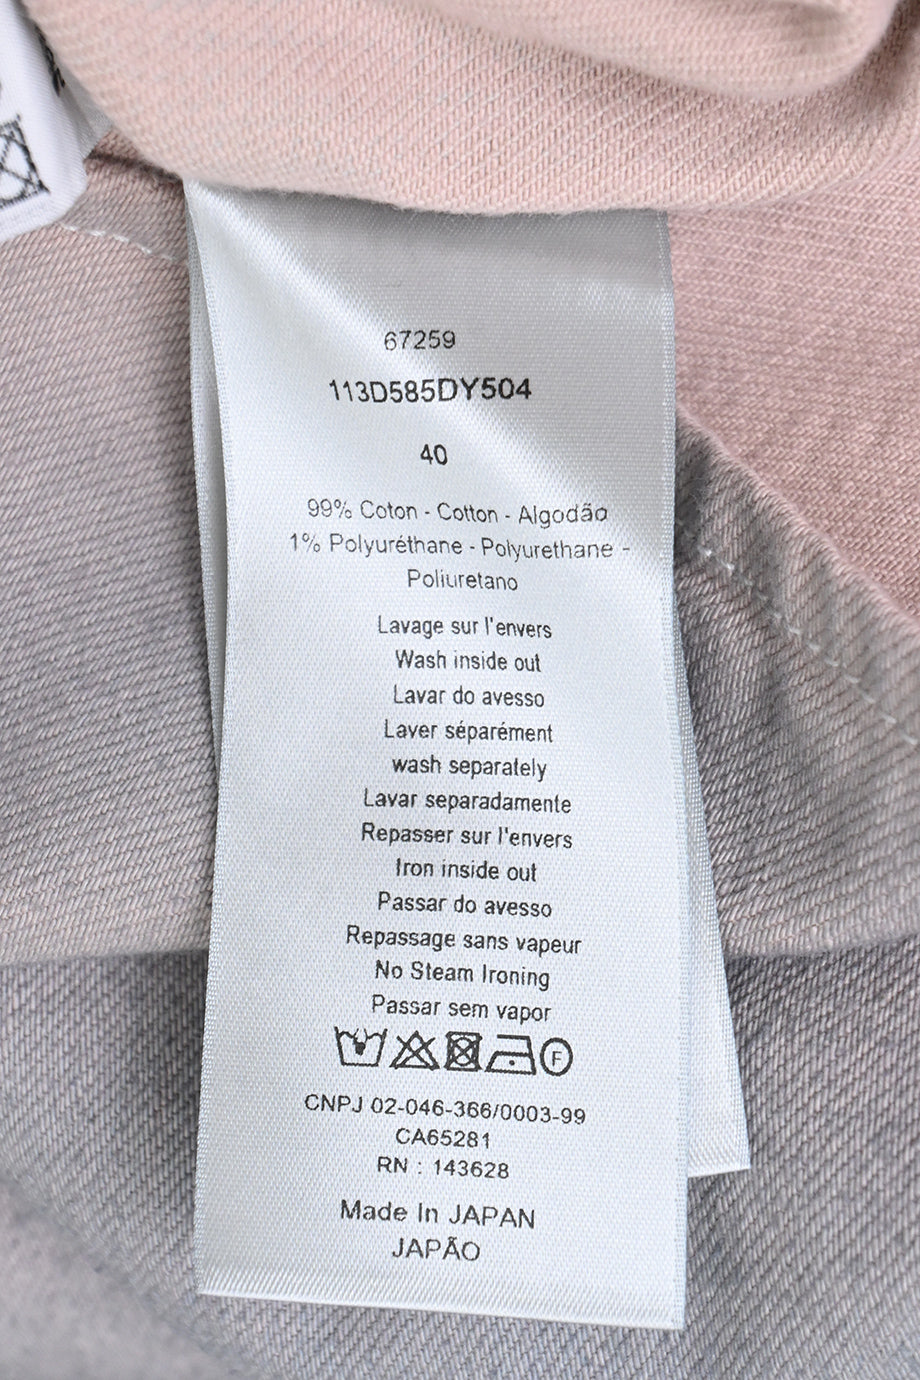 67259
113D585DY504
40
99% Coton - Cotton - Algodão
1% Polyuréthane - Polyurethane -
Poliuretano
Lavage sur l'envers
Wash inside out
Lavar do avesso
Laver séparément
wash separately
Lavar separadamente
Repasser sur l'envers
Iron inside out
Passar do avesso
Repassage sans vapeur
No Steam Ironing
Passar sem vapor
F
CNPJ 02-046-366/0003-99
CA65281
RN : 143628
Made In JAPAN
JAPÃO